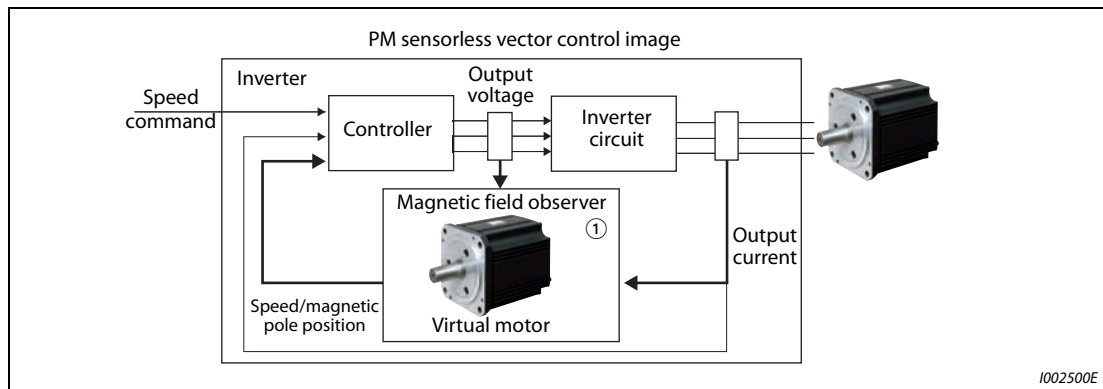 PM sensorless vector control image
Inverter
Speed
command
Controller
Output
voltage
Inverter
circuit
Magnetic field observer
①
Output
current
Speed/magnetic
pole position
Virtual motor
I002500E